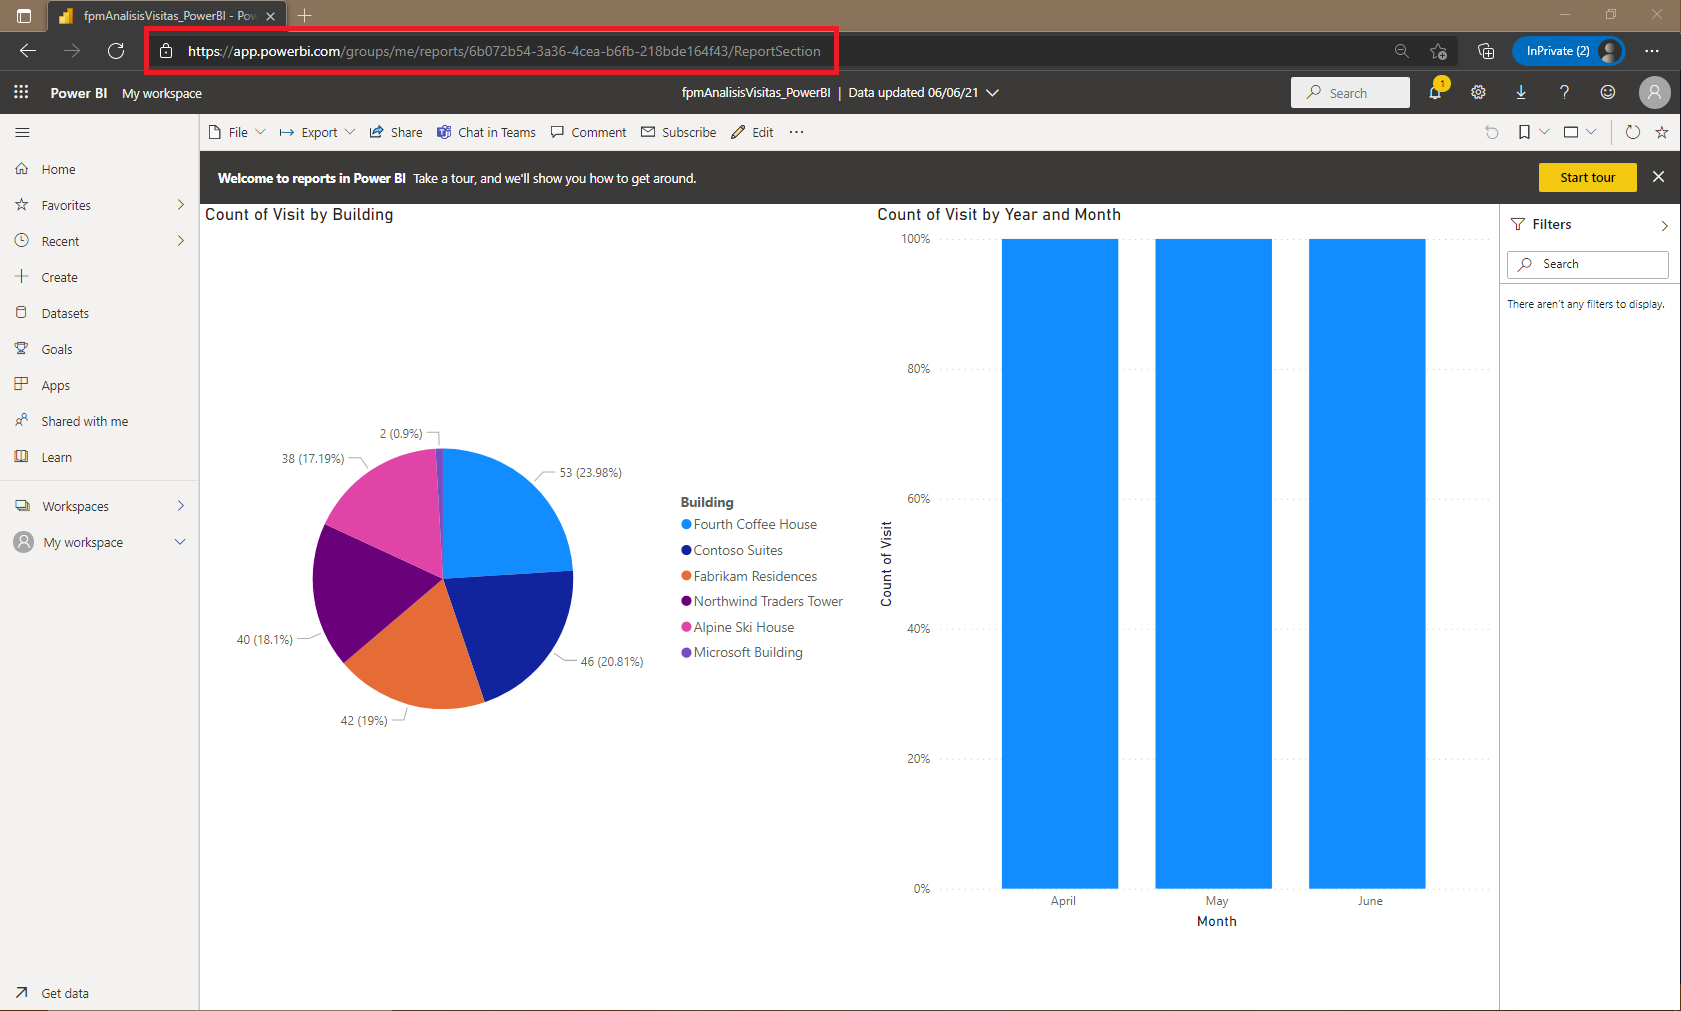 fpmAnalisisVisitas_PowerBI - Pow
https://app.powerbi.com/groups/me/reports/6b072b54-3a36-4cea-b6fb-218bde164f43/ReportSection
InPrivate (2)
Power BI My workspace
fpmAnalisisVisitas_PowerBI | Data updated 06/06/21
Search
1
File Export Share Chat in Teams Comment Subscribe Edit
Home
Favorites
Recent
Create
Datasets
Goals
Apps
Shared with me
Learn
Workspaces
My workspace
Get data
Welcome to reports in Power BI Take a tour, and we'll show you how to get around.
Start tour
Count of Visit by Building
2 (0.9%)
38 (17.19%)
53 (23.98%)
40 (18.1%)
46 (20.81%)
42 (19%)
Building
Fourth Coffee House
Contoso Suites
Fabrikam Residences
Northwind Traders Tower
Alpine Ski House
Microsoft Building
Count of Visit by Year and Month
100%
80%
60%
40%
20%
0%
Count of Visit
April May June
Month
Filters
Search
There aren't any filters to display.